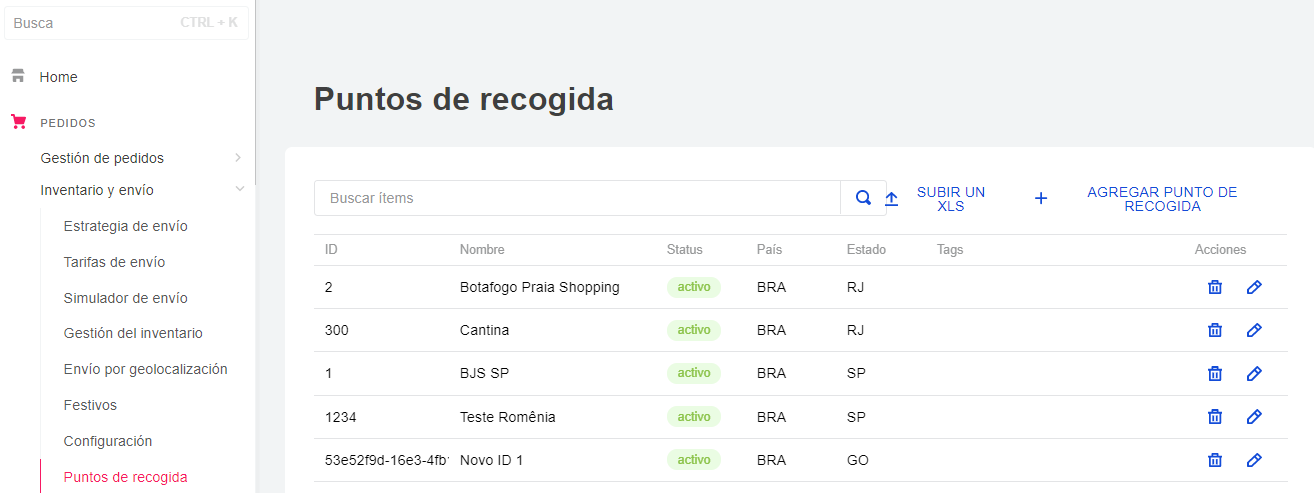 Busca CTRL + K
Home
PEDIDOS
Gestión de pedidos
Inventario y envío
Estrategia de envío
Tarifas de envío
Simulador de envío
Gestión del inventario
Envío por geolocalización
Festivos
Configuración
Puntos de recogida
Puntos de recogida
Buscar ítems
SUBIR UN
XLS
AGREGAR PUNTO DE
RECOGIDA
ID Nombre Status País Estado Tags Acciones
2 Botafogo Praia Shopping activo BRA RJ
300 Cantina activo BRA RJ
1 BJS SP activo BRA SP
1234 Teste Romênia activo BRA SP
53e52f9d-16e3-4fb Novo ID 1 activo BRA GO